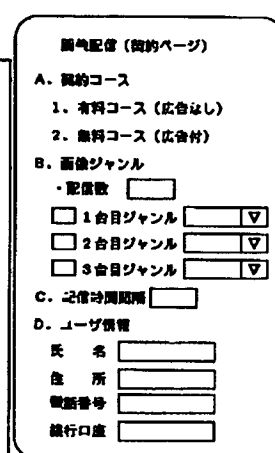 画像配信（契約ページ）
A．契約コース
1．有料コース（広告なし）
2．無料コース（広告付）
B．画像ジャンル
・配信数
1台目ジャンル ▽
2台目ジャンル ▽
3台目ジャンル ▽
C．配信時間間隔
D．ユーザ情報
氏　名
住　所
電話番号
銀行口座